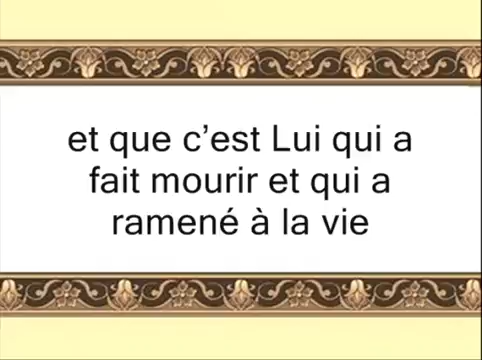 et que c’est Lui qui a
fait mourir et qui a
ramené à la vie